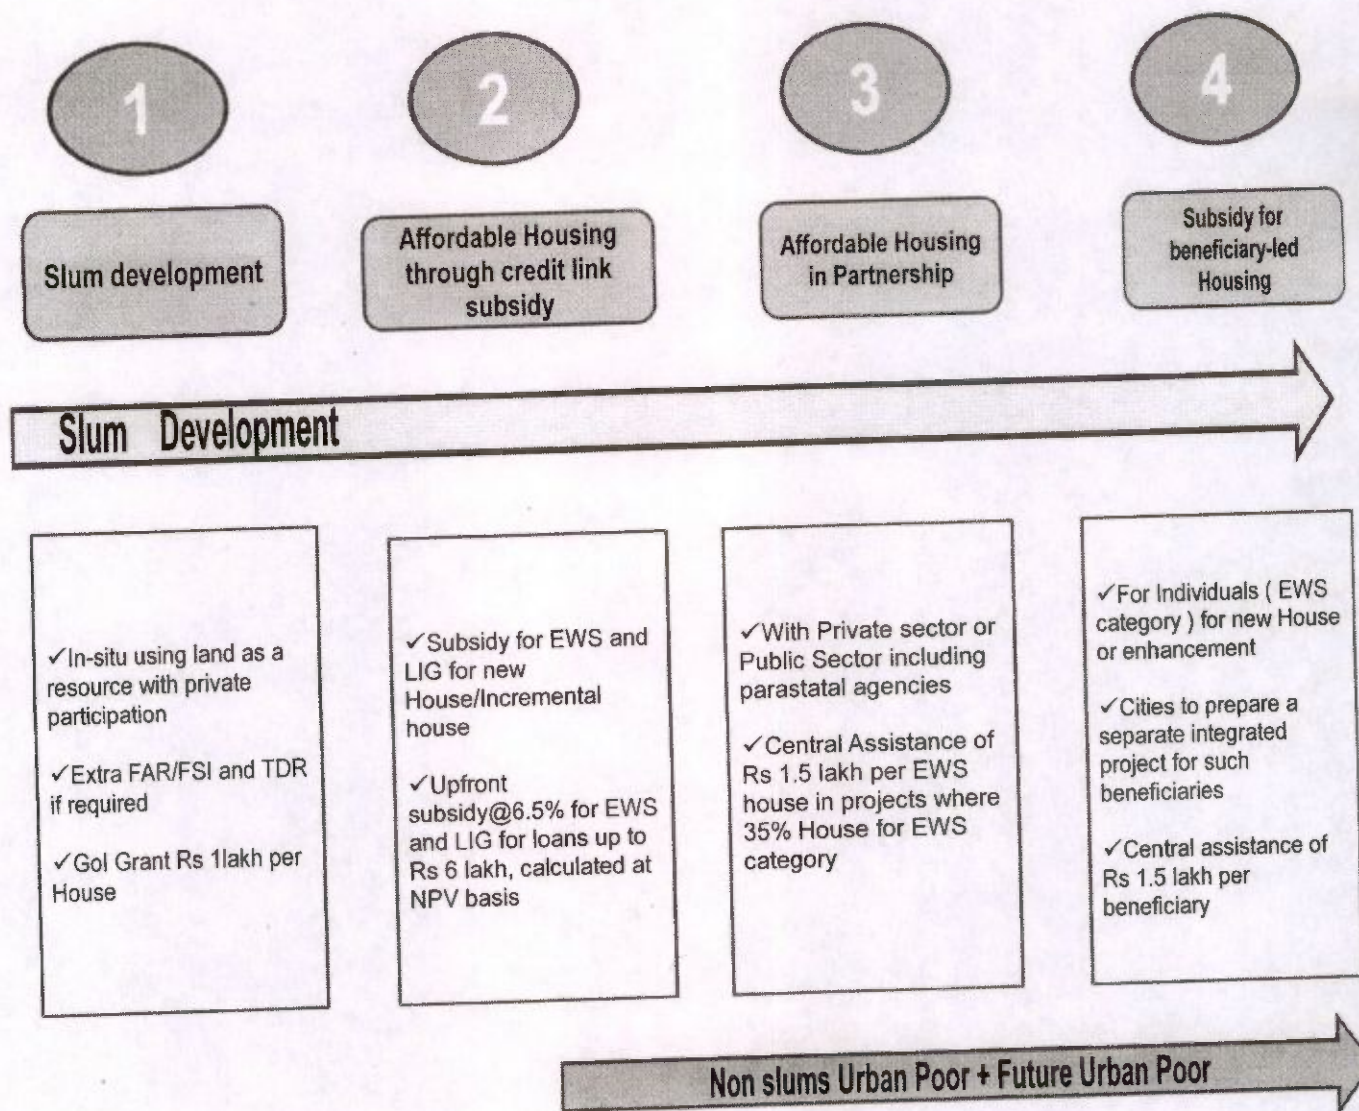 1
2
3
4
Slum development
Affordable Housing
through credit link
subsidy
Affordable Housing
in Partnership
Subsidy for
beneficiary-led
Housing
Slum Development
✓In-situ using land as a
resource with private
participation
✓Extra FAR/FSI and TDR
if required
✓GoI Grant Rs 1lakh per
House
✓Subsidy for EWS and
LIG for new
House/Incremental
house
✓Upfront
subsidy@6.5% for EWS
and LIG for loans up to
Rs 6 lakh, calculated at
NPV basis
✓With Private sector or
Public Sector including
parastatal agencies
✓Central Assistance of
Rs 1.5 lakh per EWS
house in projects where
35% House for EWS
category
✓For Individuals ( EWS
category ) for new House
or enhancement
✓Cities to prepare a
separate integrated
project for such
beneficiaries
✓Central assistance of
Rs 1.5 lakh per
beneficiary
Non slums Urban Poor + Future Urban Poor